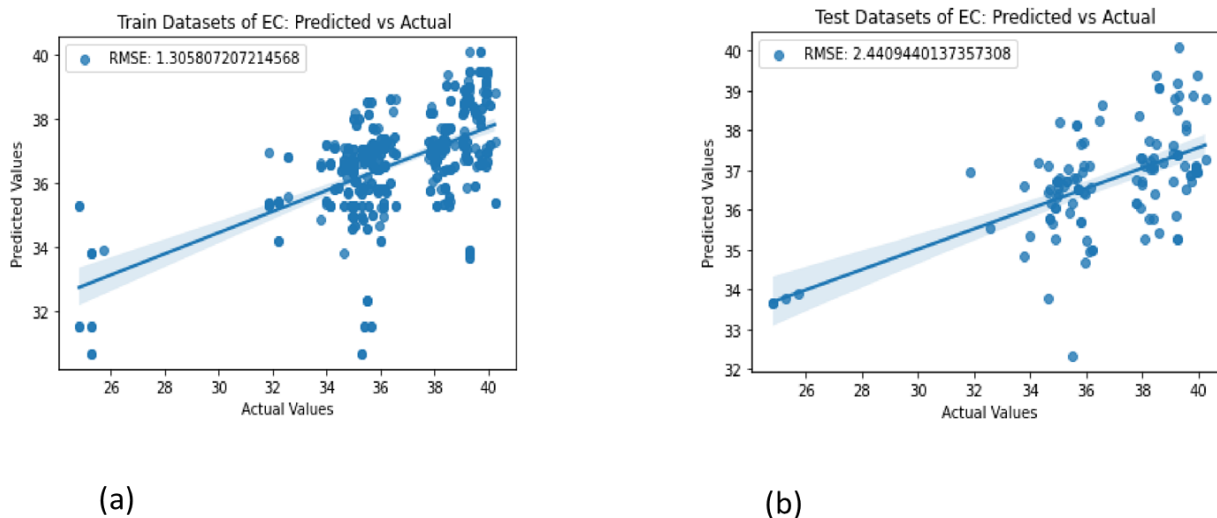 Train Datasets of EC: Predicted vs Actual
RMSE: 1.305807207214568
40
38
36
34
32
Predicted Values
26 28 30 32 34 36 38 40
Actual Values
(a)
Test Datasets of EC: Predicted vs Actual
RMSE: 2.4409440137357308
40
39
38
37
36
35
34
33
32
Predicted Values
26 28 30 32 34 36 38 40
Actual Values
(b)